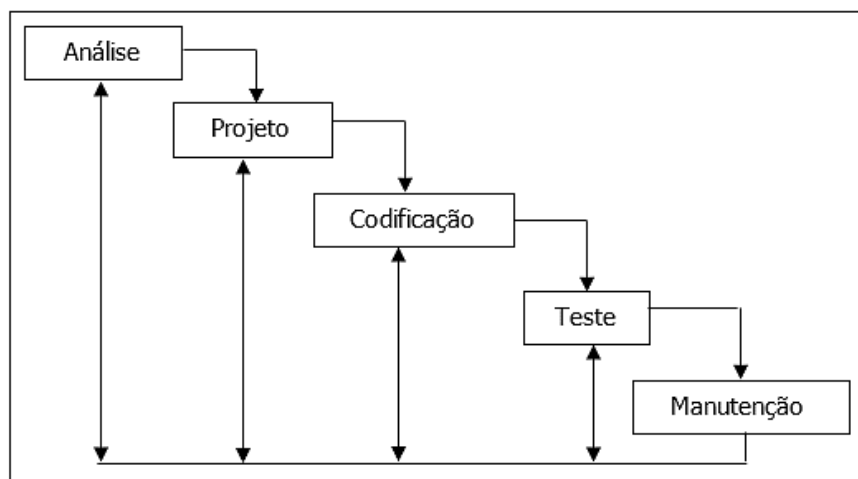 Análise
Projeto
Codificação
Teste
Manutenção